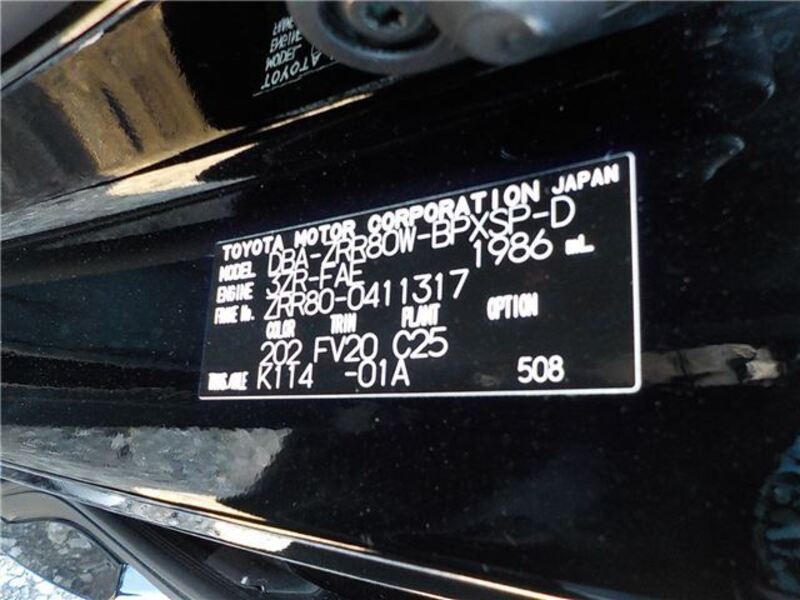 TOYOTA MOTOR CORPORATION JAPAN
MODEL DBA-ZRR80W-BPXSP-D
ENGINE 3ZR-FAE 1986 mL
FRAME No. ZRR80-0411317
COLOR TRIM PLANT OPTION
202 FV20 C25
TRANS.AXLE K114 -01A 508